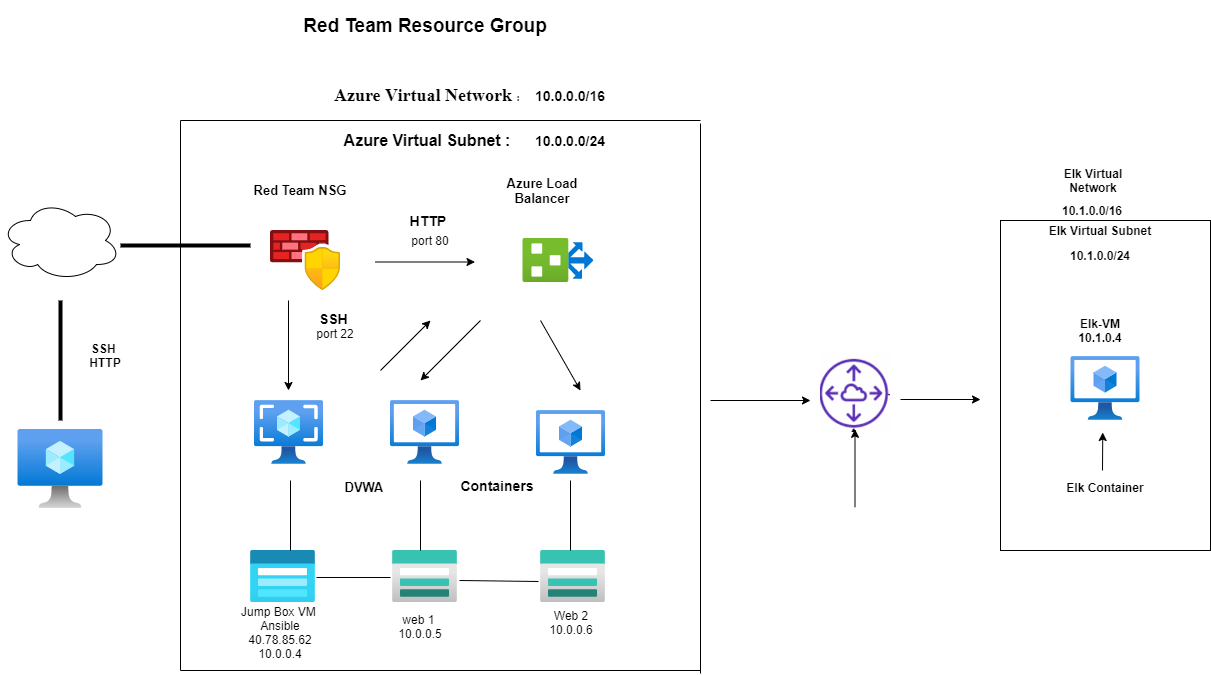 Red Team Resource Group
Azure Virtual Network : 10.0.0.0/16
Azure Virtual Subnet : 10.0.0.0/24
Red Team NSG
Azure Load
Balancer
HTTP
port 80
SSH
port 22
SSH
HTTP
DVWA
Containers
Jump Box VM
Ansible
40.78.85.62
10.0.0.4
web 1
10.0.0.5
Web 2
10.0.0.6
Elk Virtual
Network
10.1.0.0/16
Elk Virtual Subnet
10.1.0.0/24
Elk-VM
10.1.0.4
Elk Container